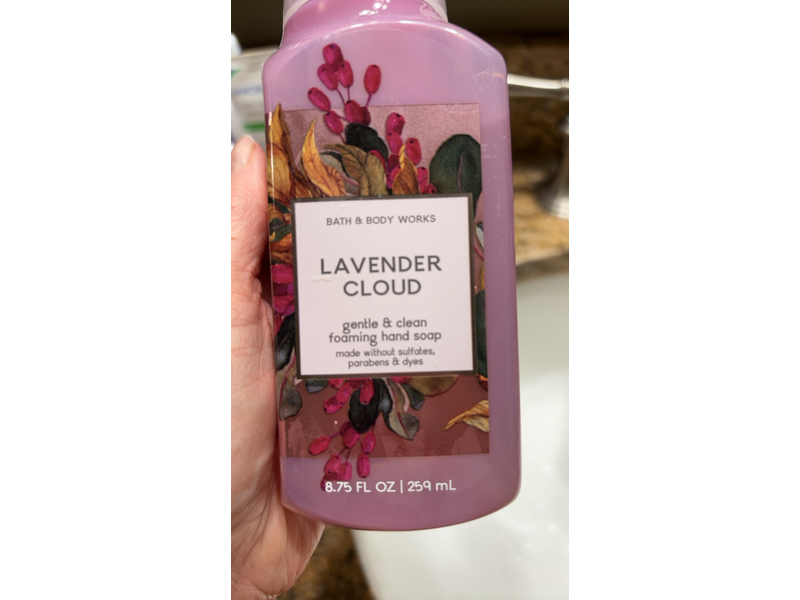 BATH & BODY WORKS
LAVENDER
CLOUD
gentle & clean
foaming hand soap
made without sulfates,
parabens & dyes
8.75 FL OZ | 259 mL